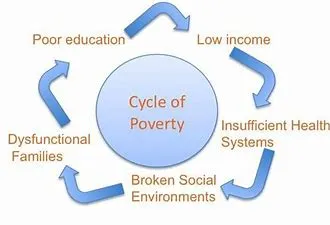 Poor education
Low income
Cycle of
Poverty
Insufficient Health
Systems
Dysfunctional
Families
Broken Social
Environments